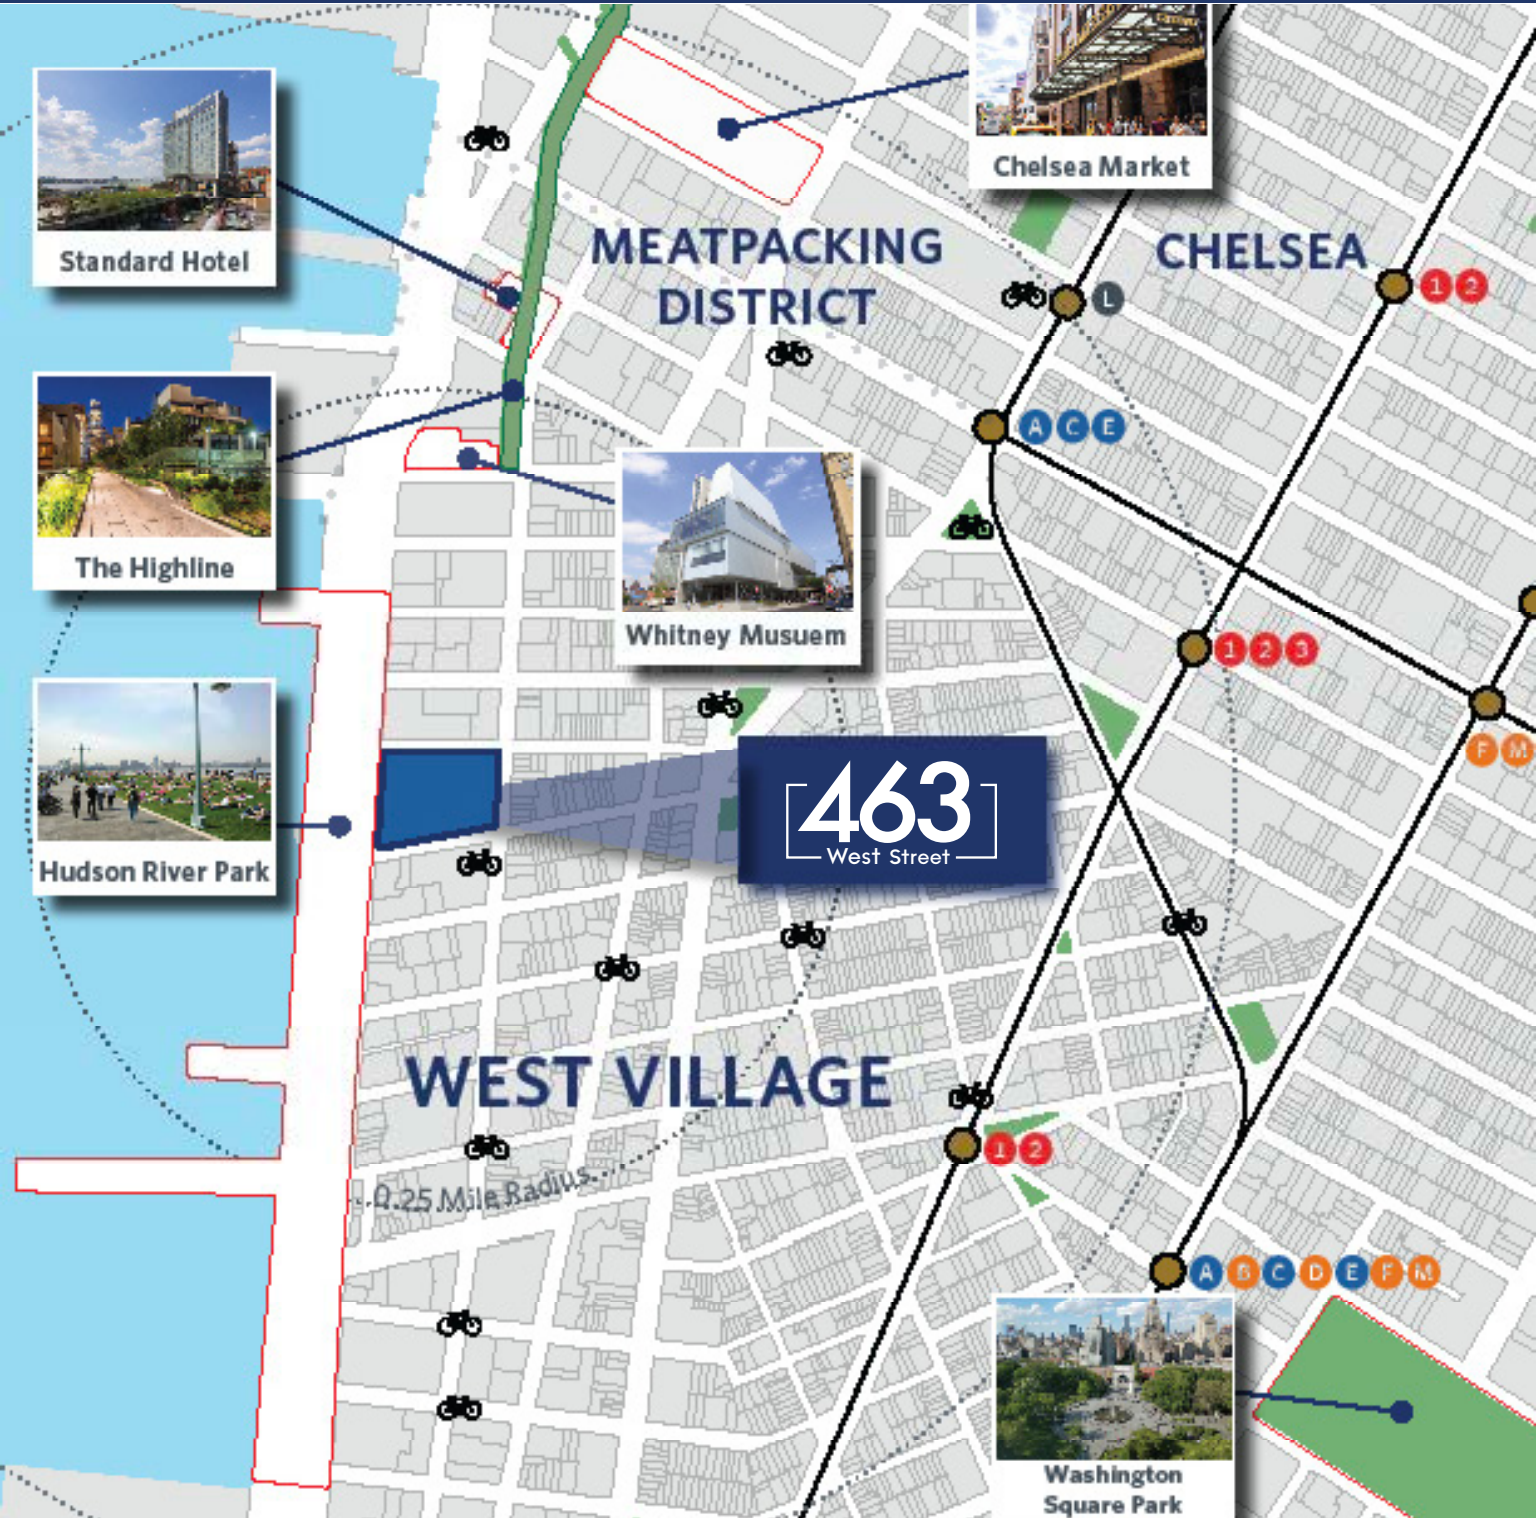 Chelsea Market
Standard Hotel
MEATPACKING
DISTRICT
CHELSEA
1 2
L
A C E
The Highline
Whitney Musuem
1 2 3
F M
Hudson River Park
463
West Street
WEST VILLAGE
1 2
0.25 Mile Radius
A B C D E F M
Washington
Square Park